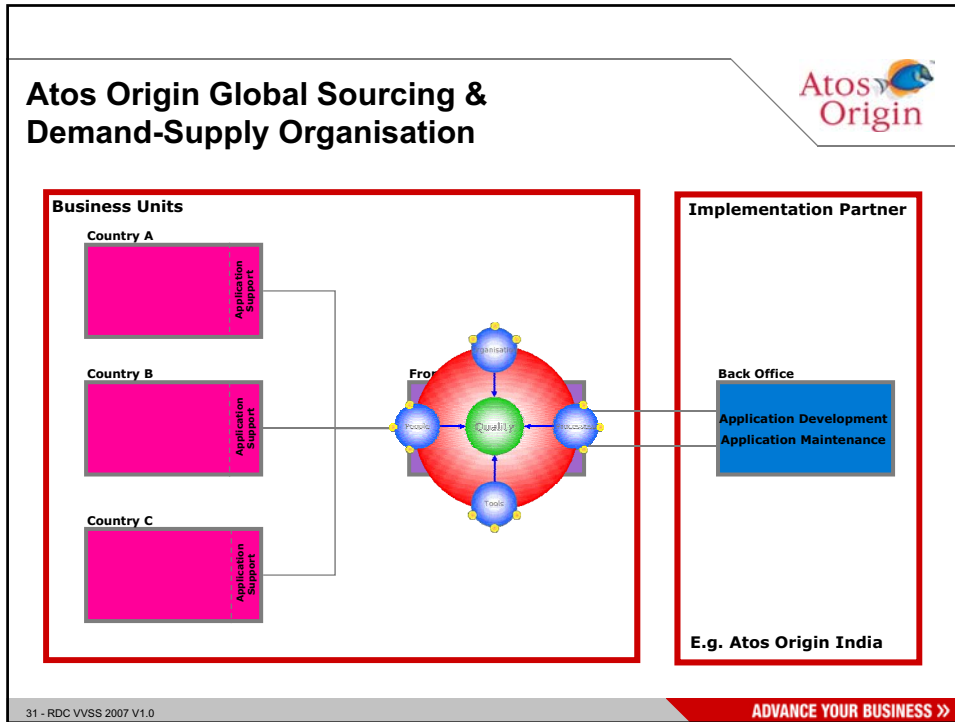 Atos Origin Global Sourcing &
Demand-Supply Organisation
Atos
Origin
Business Units
Country A
Application
Support
Country B
Application
Support
Country C
Application
Support
People
Quality
Processes
Tools
Implementation Partner
Back Office
Application Development
Application Maintenance
E.g. Atos Origin India
31 - RDC VVSS 2007 V1.0
ADVANCE YOUR BUSINESS »